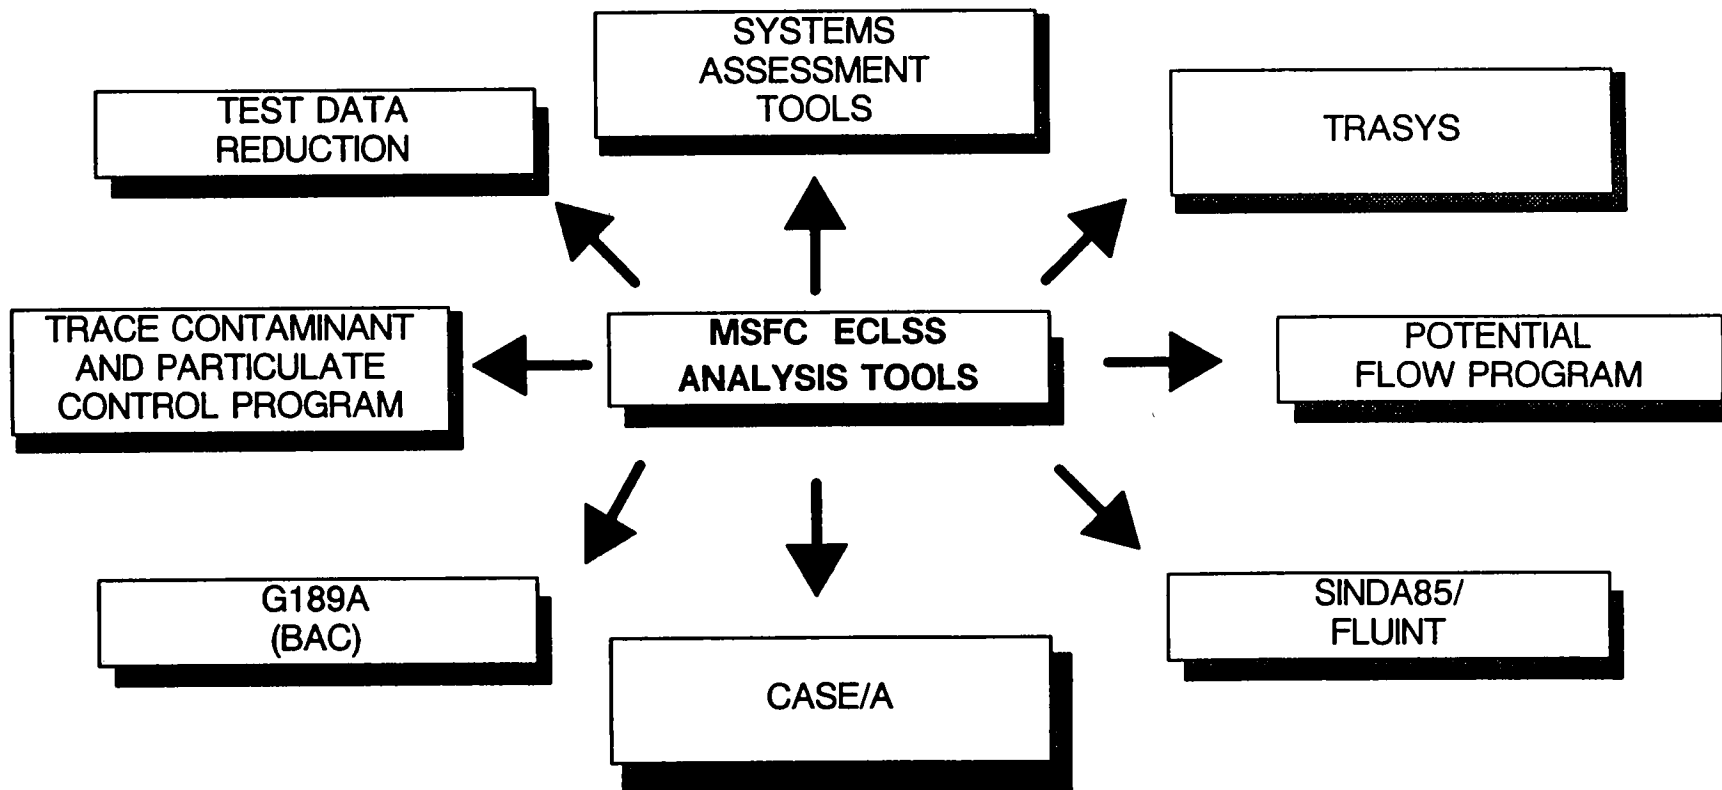 SYSTEMS
ASSESSMENT
TOOLS
TEST DATA
REDUCTION
TRASYS
TRACE CONTAMINANT
AND PARTICULATE
CONTROL PROGRAM
MSFC ECLSS
ANALYSIS TOOLS
POTENTIAL
FLOW PROGRAM
G189A
(BAC)
CASE/A
SINDA85/
FLUINT